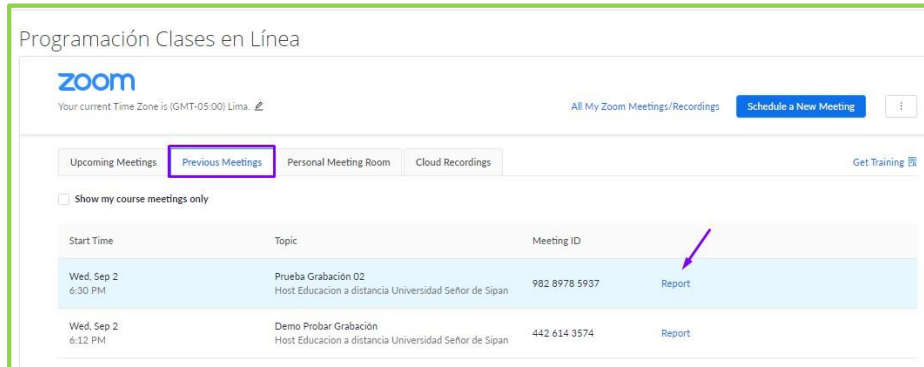 Programación Clases en Línea
zoom
Your current Time Zone is (GMT-05:00) Lima.
All My Zoom Meetings/Recordings
Schedule a New Meeting
Upcoming Meetings
Previous Meetings
Personal Meeting Room
Cloud Recordings
Get Training
Show my course meetings only
Start Time Topic Meeting ID
Wed, Sep 2 Prueba Grabación 02
6:30 PM Host Educacion a distancia Universidad Señor de Sipan 982 8978 5937 Report
Wed, Sep 2 Demo Probar Grabación
6:12 PM Host Educacion a distancia Universidad Señor de Sipan 442 614 3574 Report